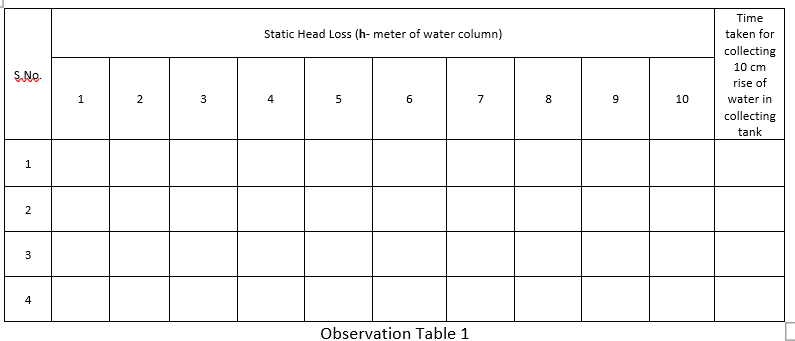 S.No.
Static Head Loss (h- meter of water column)
Time
taken for
collecting
10 cm
rise of
water in
collecting
tank
1 2 3 4 5 6 7 8 9 10
1
2
3
4
Observation Table 1